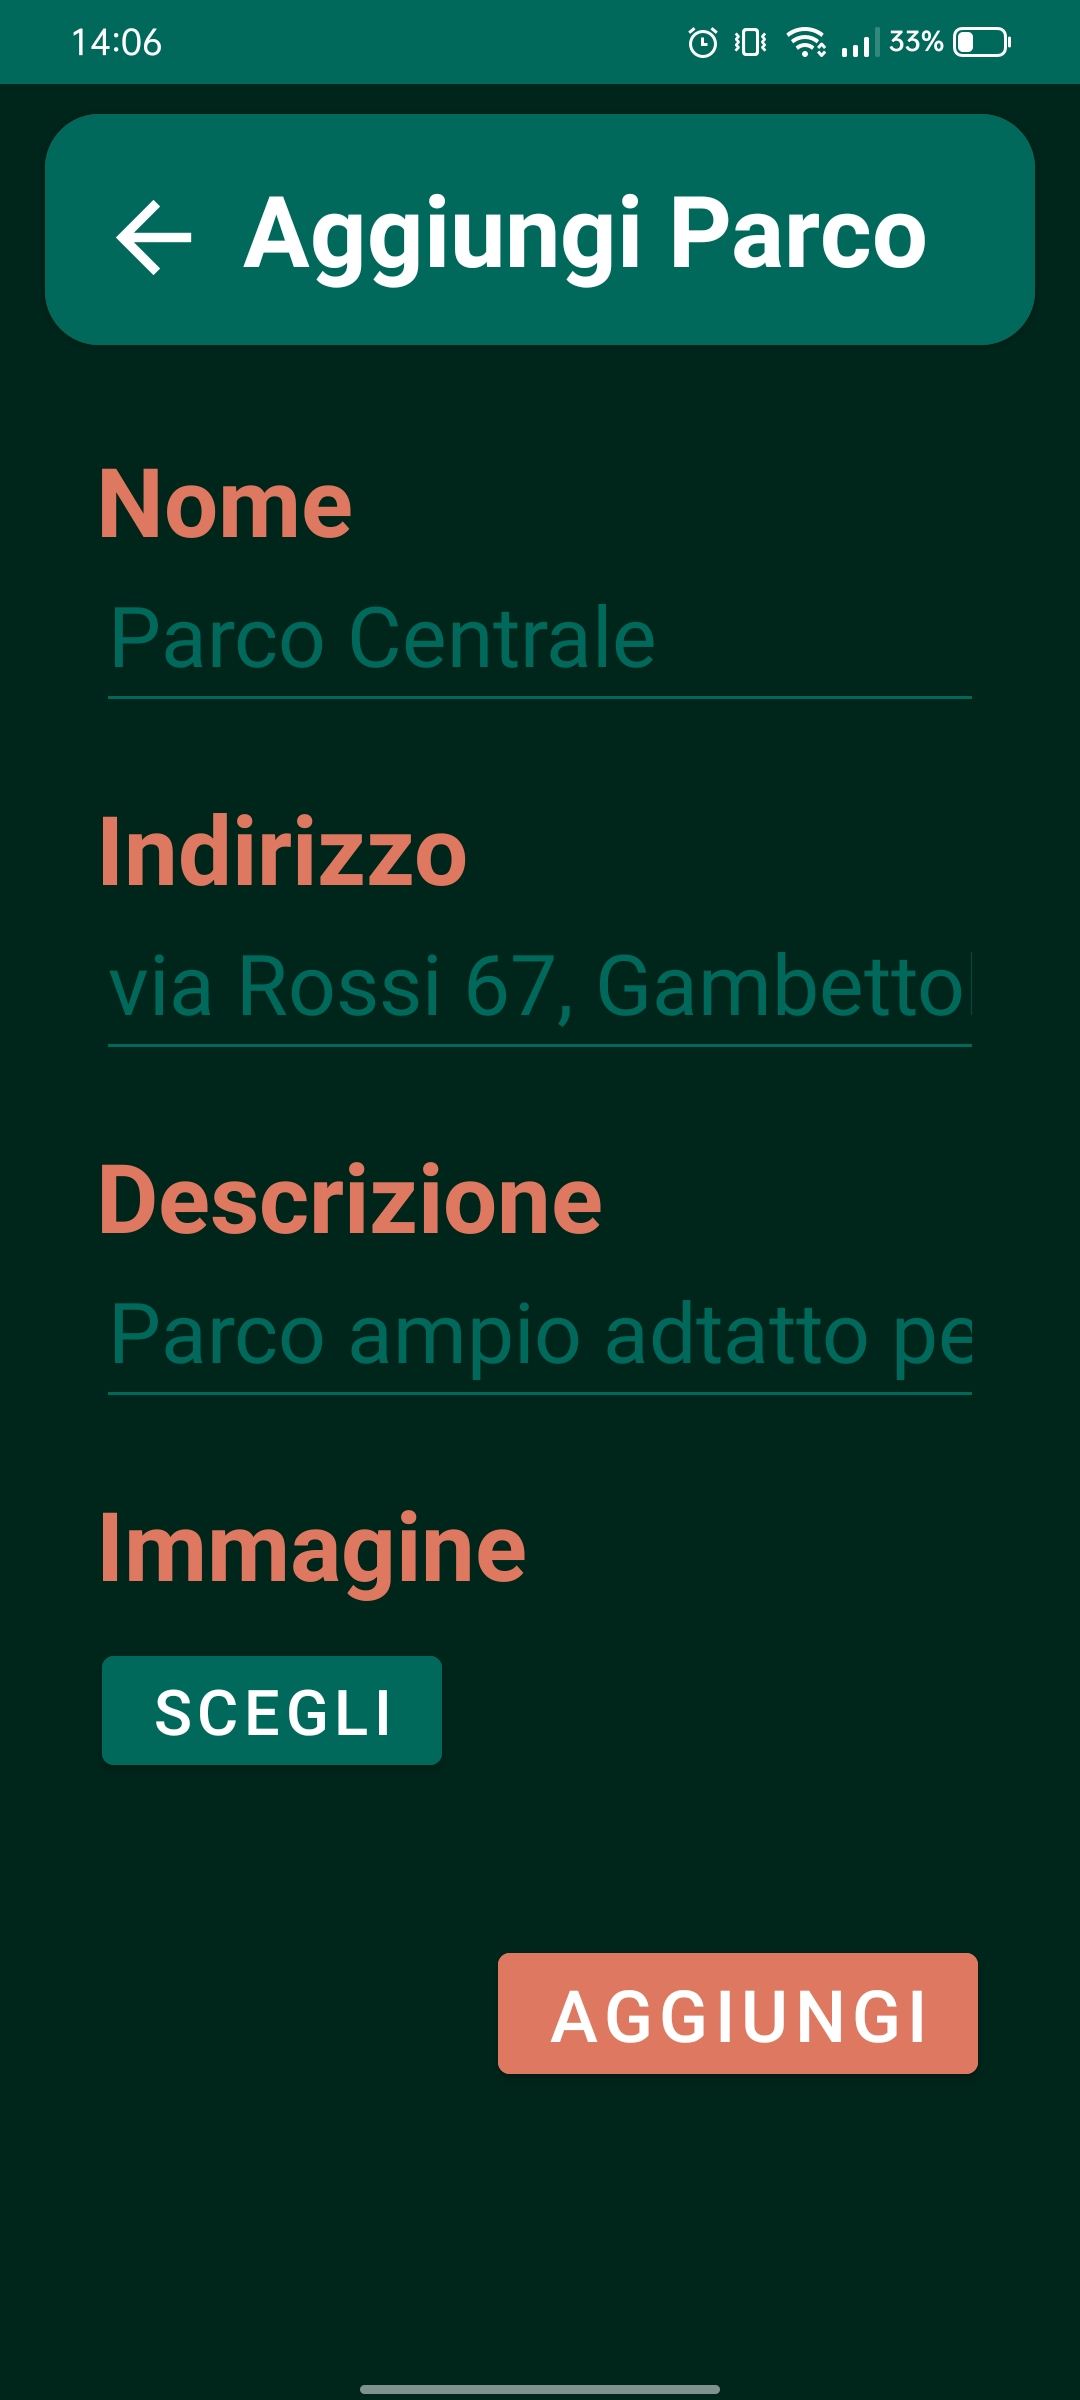 14:06
33%
Aggiungi Parco
Nome
Parco Centrale
Indirizzo
via Rossi 67, Gambetto
Descrizione
Parco ampio adtatto pe
Immagine
SCEGLI
AGGIUNGI